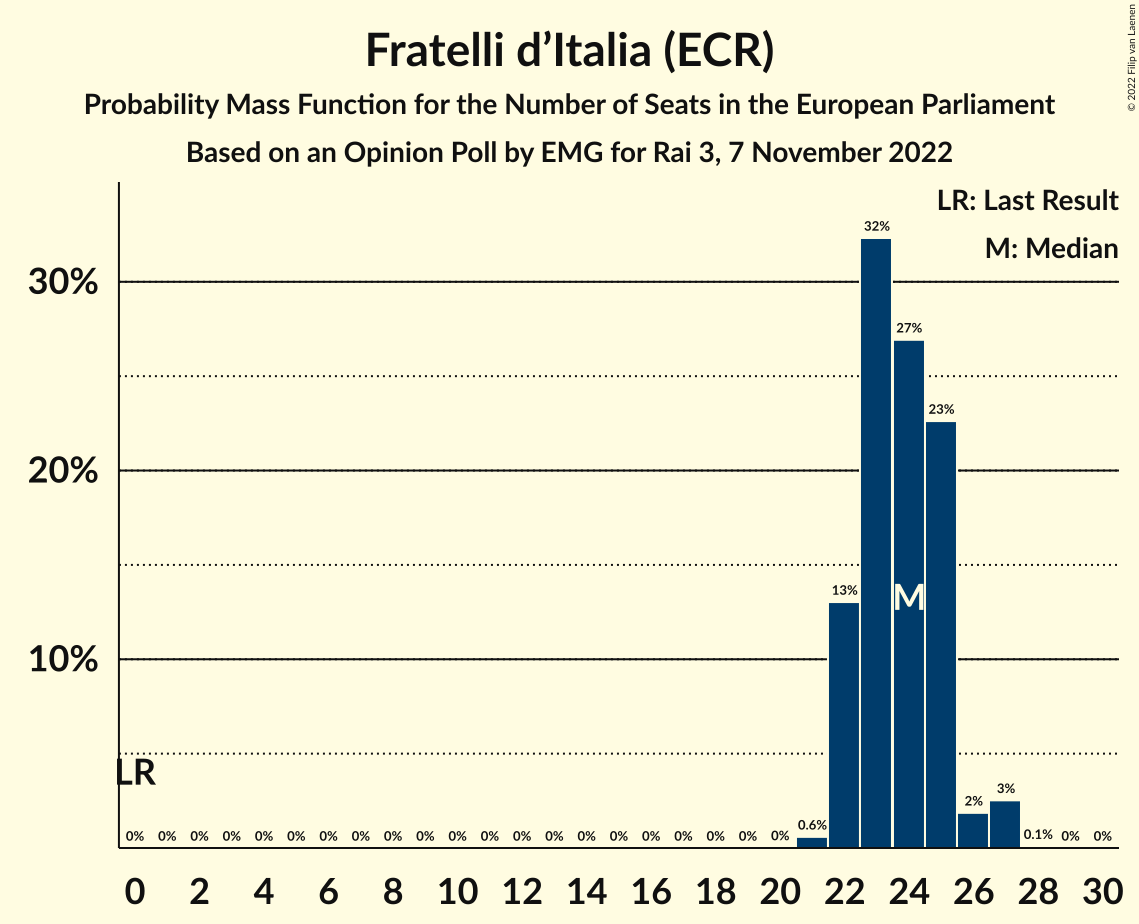 Fratelli d’Italia (ECR)
Probability Mass Function for the Number of Seats in the European Parliament
Based on an Opinion Poll by EMG for Rai 3, 7 November 2022
© 2022 Filip van Laenen
LR: Last Result
M: Median
32%
30%
27%
23%
20%
13%
M
10%
LR
0% 0% 0% 0% 0% 0% 0% 0% 0% 0% 0% 0% 0% 0% 0% 0% 0% 0% 0% 0% 0% 0.6% 2% 3% 0.1% 0% 0%
0 2 4 6 8 10 12 14 16 18 20 22 24 26 28 30